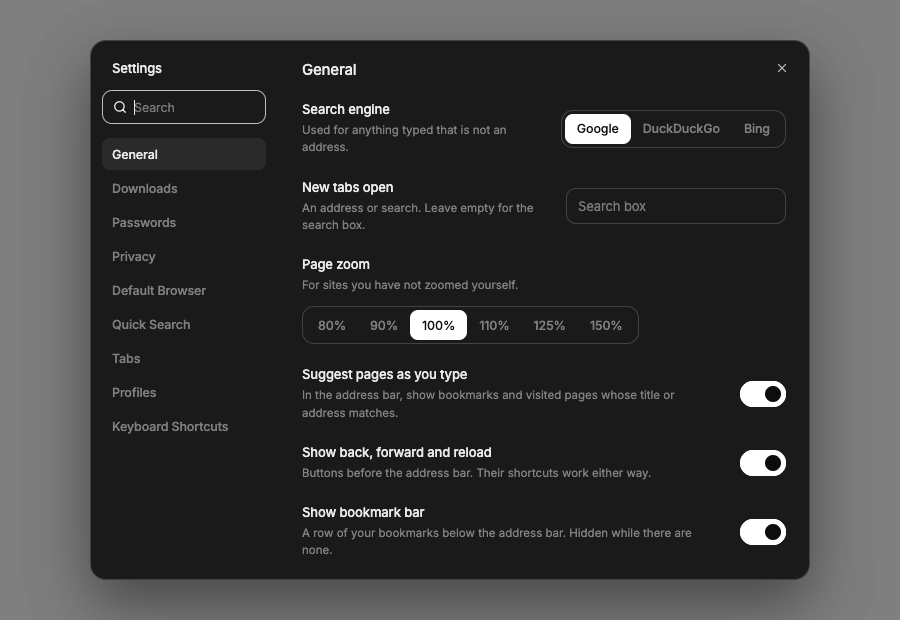 Settings
Search
General
Downloads
Passwords
Privacy
Default Browser
Quick Search
Tabs
Profiles
Keyboard Shortcuts
General
Search engine
Used for anything typed that is not an
address.
Google DuckDuckGo Bing
New tabs open
An address or search. Leave empty for the
search box.
Search box
Page zoom
For sites you have not zoomed yourself.
80% 90% 100% 110% 125% 150%
Suggest pages as you type
In the address bar, show bookmarks and visited pages whose title or
address matches.
Show back, forward and reload
Buttons before the address bar. Their shortcuts work either way.
Show bookmark bar
A row of your bookmarks below the address bar. Hidden while there are
none.